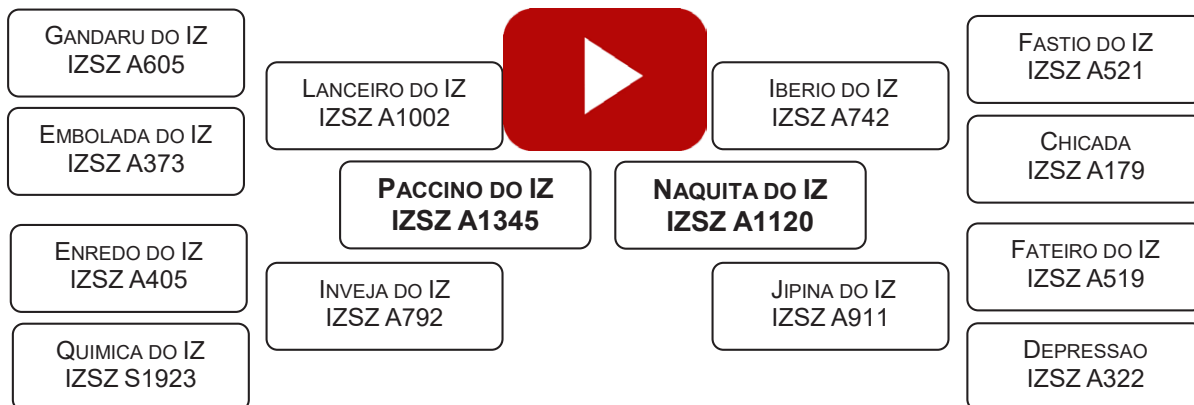 GANDARU DO IZ
IZSZ A605
EMBOLADA DO IZ
IZSZ A373
ENREDO DO IZ
IZSZ A405
QUIMICA DO IZ
IZSZ S1923
LANCEIRO DO IZ
IZSZ A1002
INVEJA DO IZ
IZSZ A792
PACCINO DO IZ
IZSZ A1345
NAQUITA DO IZ
IZSZ A1120
IBERIO DO IZ
IZSZ A742
JIPINA DO IZ
IZSZ A911
FASTIO DO IZ
IZSZ A521
CHICADA
IZSZ A179
FATEIRO DO IZ
IZSZ A519
DEPRESSAO
IZSZ A322